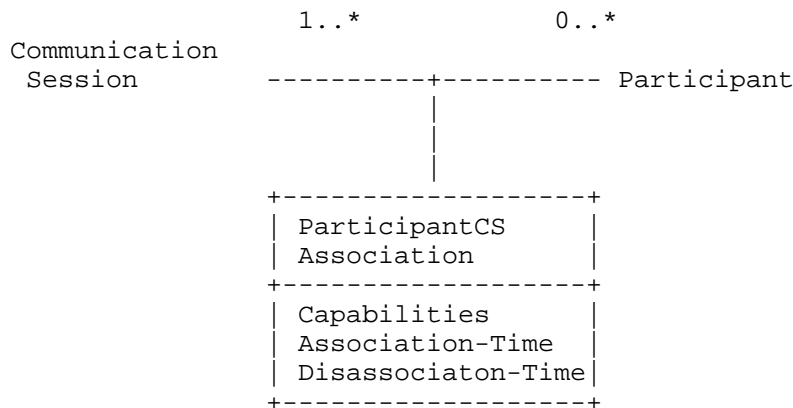 1..* 0..*
Communication
Session ----------+---------- Participant
|
|
|
+-------------------+
| ParticipantCS |
| Association |
+-------------------+
| Capabilities |
| Association-Time |
| Disassociaton-Time|
+-------------------+